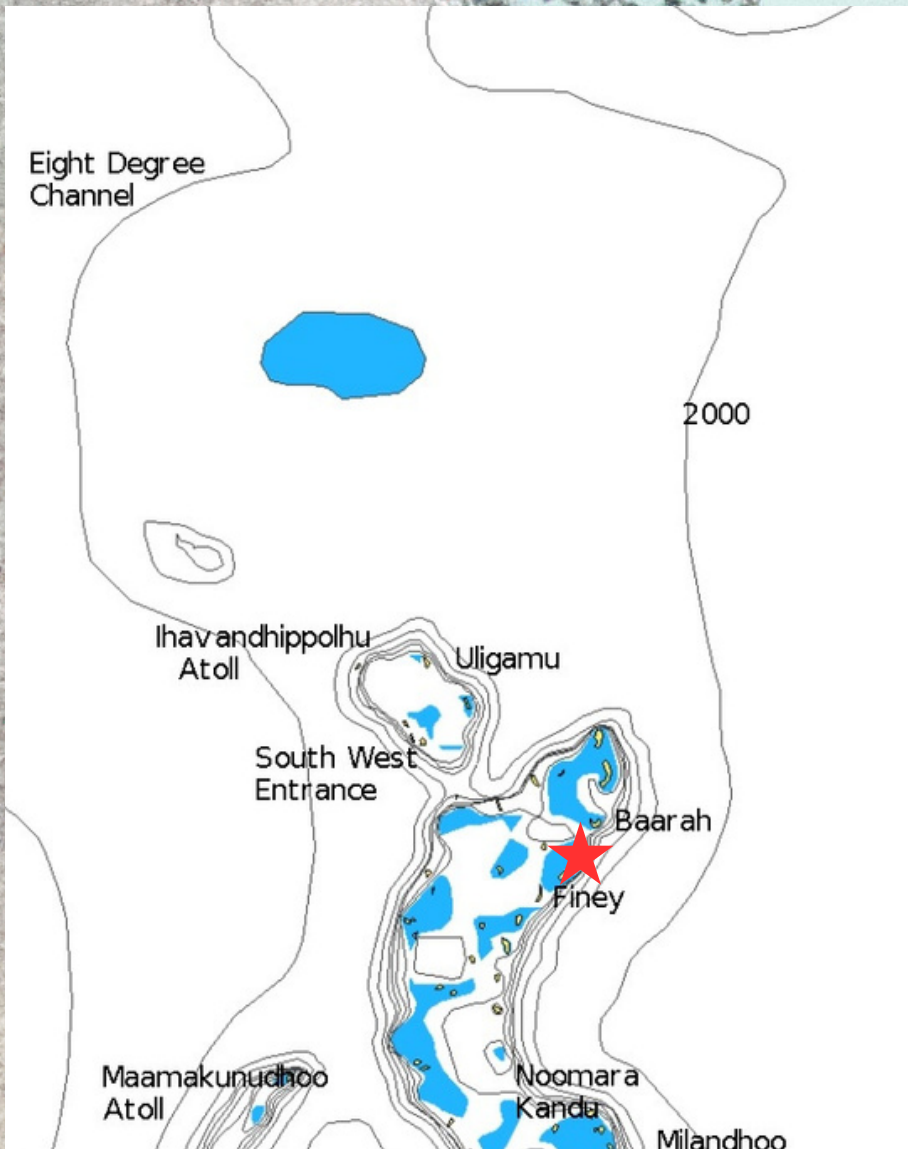 Eight Degree
Channel
2000
Ihavandhippolhu
Atoll
Uligamu
South West
Entrance
Baarah
Finey
Maamakunudhoo
Atoll
Noomara
Kandu
Milandhoo